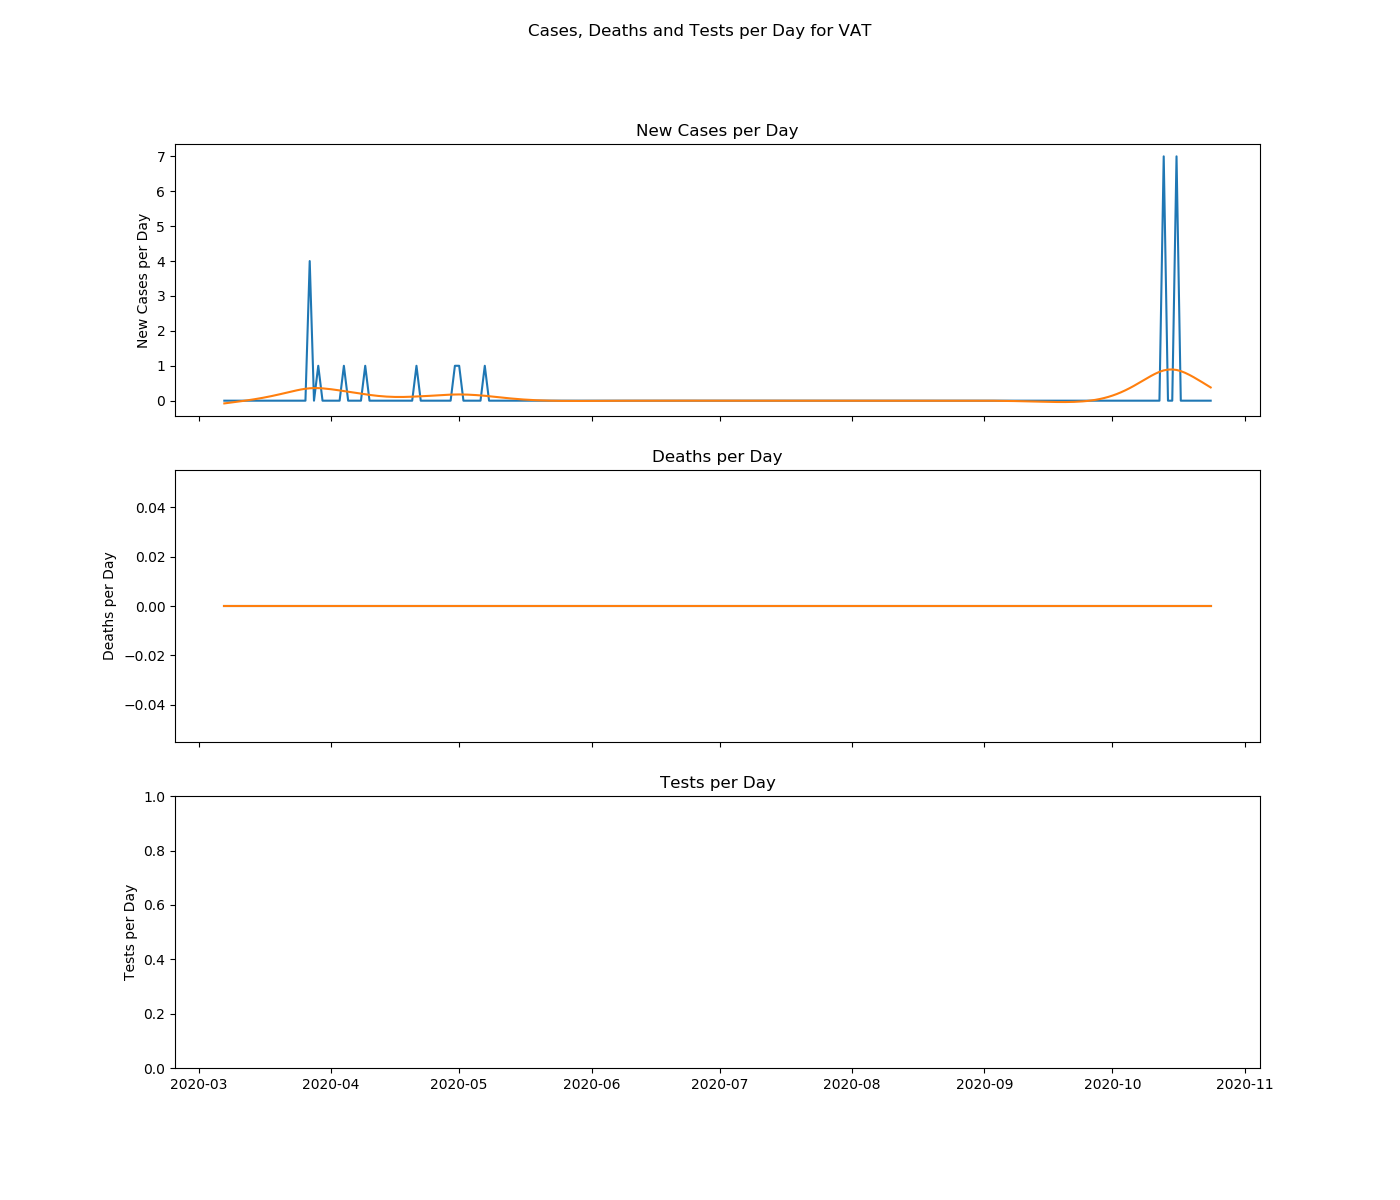 Cases, Deaths and Tests per Day for VAT
New Cases per Day
New Cases per Day
7
6
5
4
3
2
1
0
Deaths per Day
Deaths per Day
0.04
0.02
0.00
−0.02
−0.04
Tests per Day
Tests per Day
1.0
0.8
0.6
0.4
0.2
0.0
2020-03 2020-04 2020-05 2020-06 2020-07 2020-08 2020-09 2020-10 2020-11